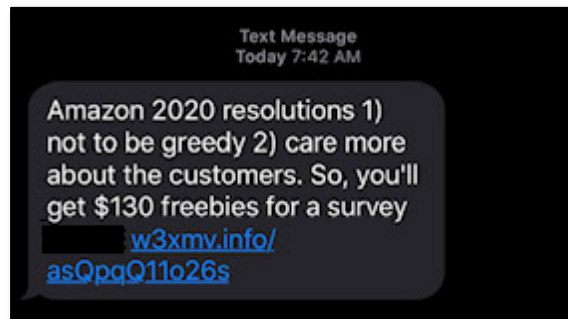 Text Message
Today 7:42 AM
Amazon 2020 resolutions 1)
not to be greedy 2) care more
about the customers. So, you'll
get $130 freebies for a survey
w3xmv.info/
asQpqQ11o26s